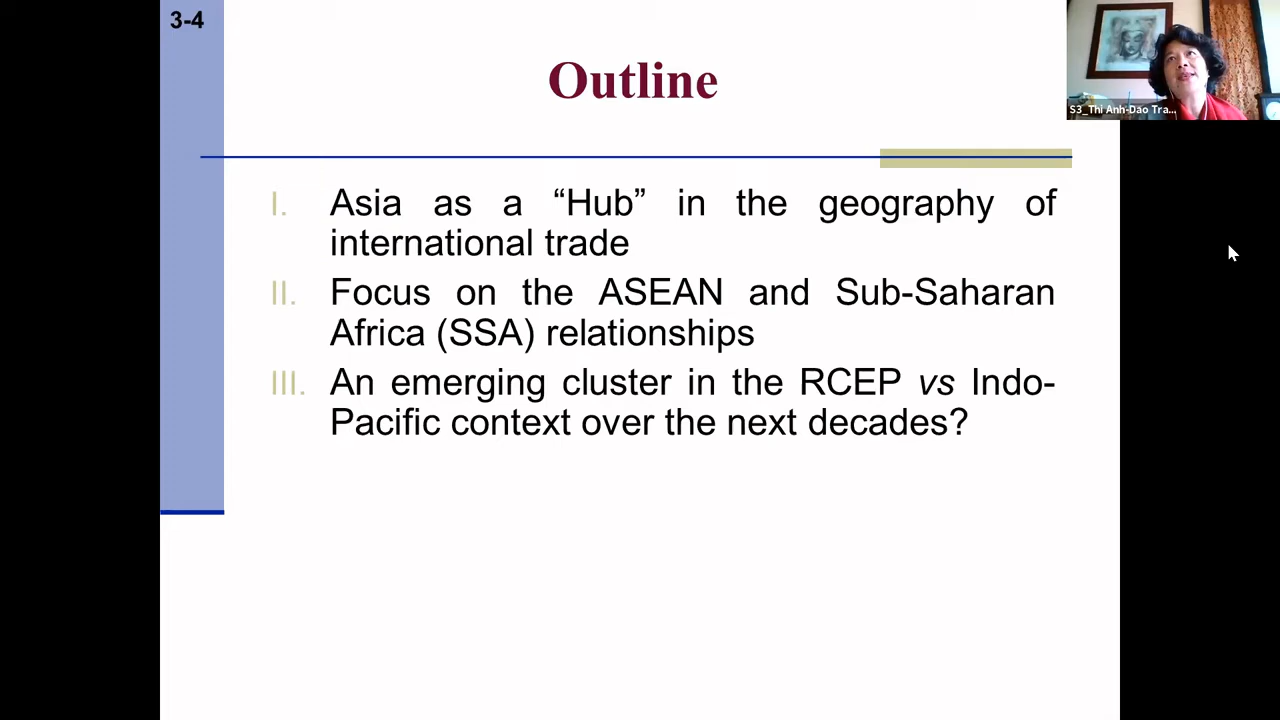 3-4
Outline
S3_Thi Anh-Dao Tra...
I. Asia as a “Hub” in the geography of
international trade
II. Focus on the ASEAN and Sub-Saharan
Africa (SSA) relationships
III. An emerging cluster in the RCEP vs Indo-
Pacific context over the next decades?